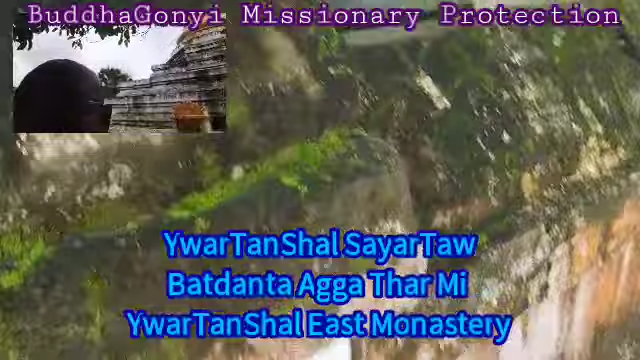 BuddhaGonyi Missionary Protection
YwarTanShal SayarTaw
Batdanta Agga Thar Mi
YwarTanShal East Monastery